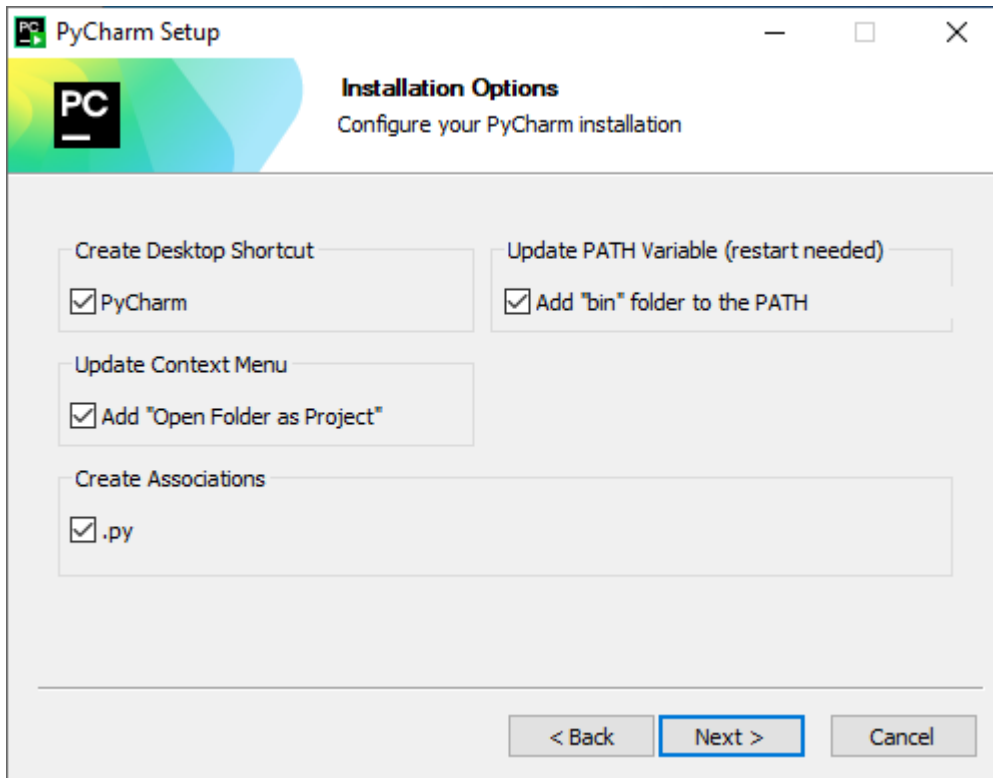 PyCharm Setup
PC
Installation Options
Configure your PyCharm installation
Create Desktop Shortcut
PyCharm
Update PATH Variable (restart needed)
Add "bin" folder to the PATH
Update Context Menu
Add "Open Folder as Project"
Create Associations
.py
< Back
Next >
Cancel